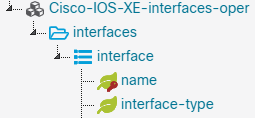 Cisco-IOS-XE-interfaces-oper
interfaces
interface
name
interface-type